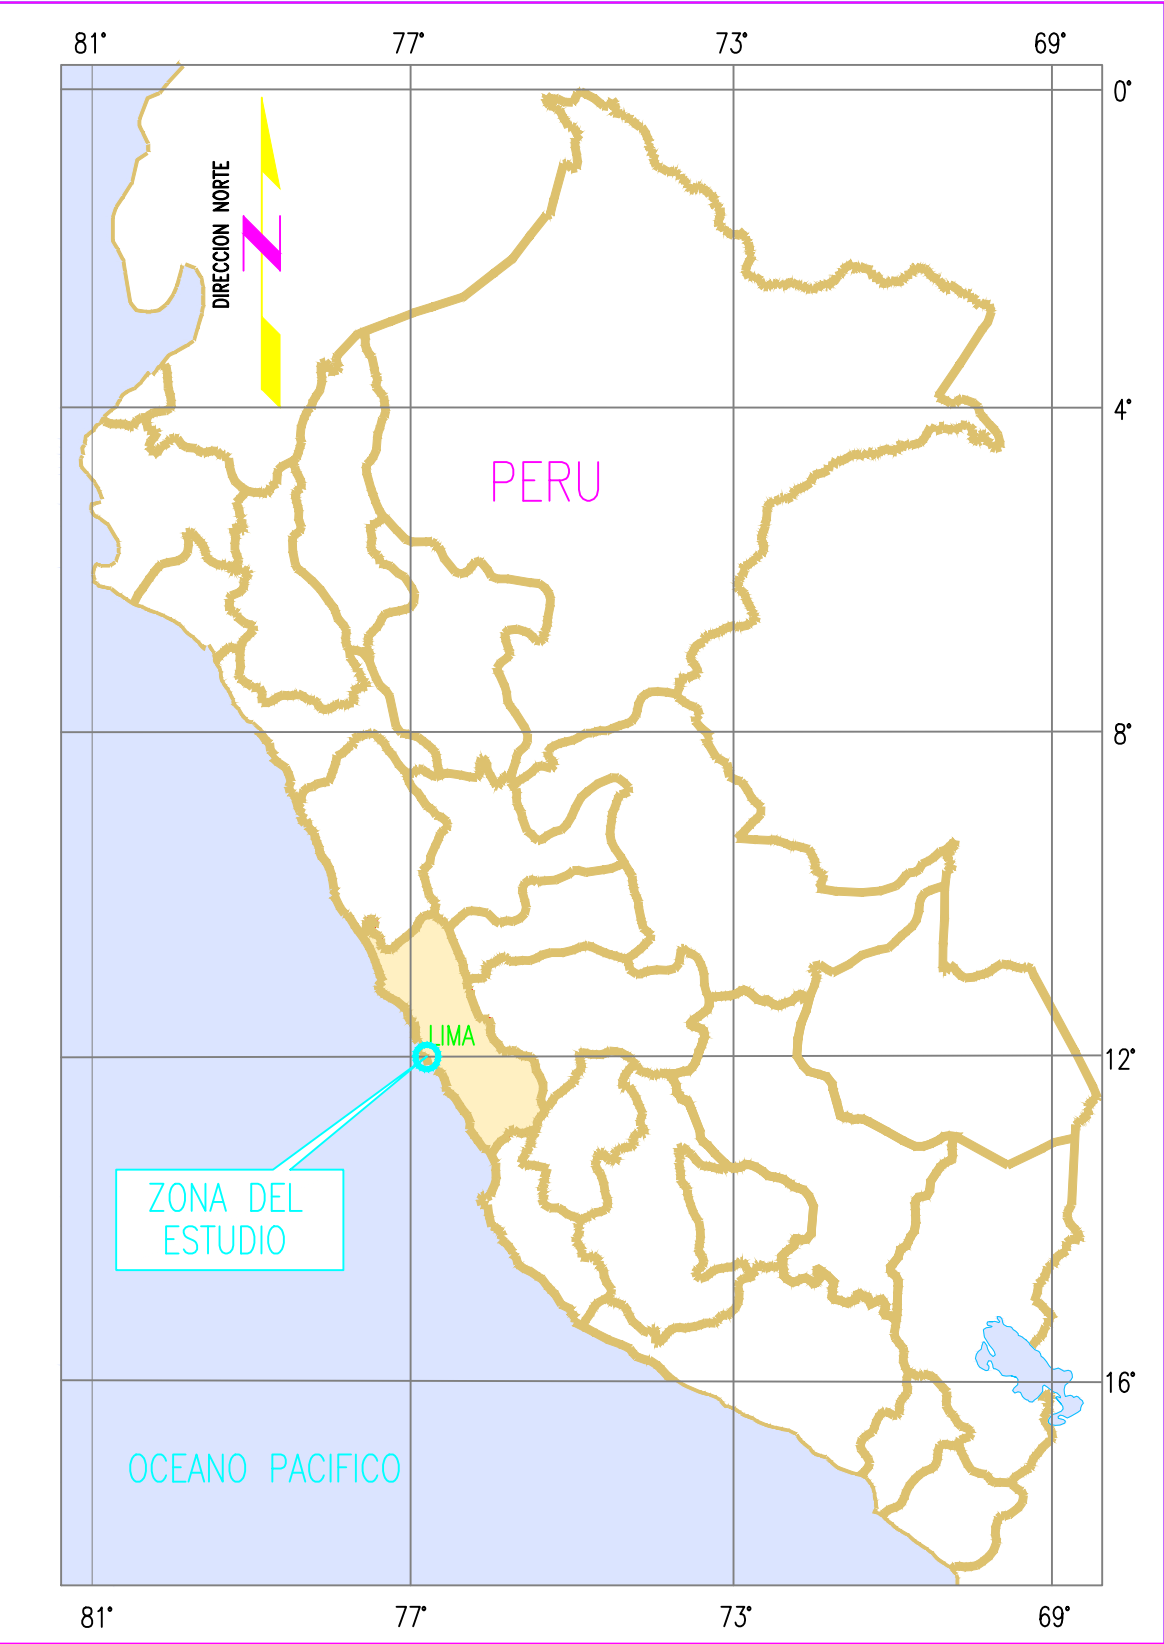 81° 77° 73° 69°
0°
DIRECCION NORTE
N
4°
PERU
8°
LIMA
12°
ZONA DEL
ESTUDIO
16°
OCEANO PACIFICO
81° 77° 73° 69°